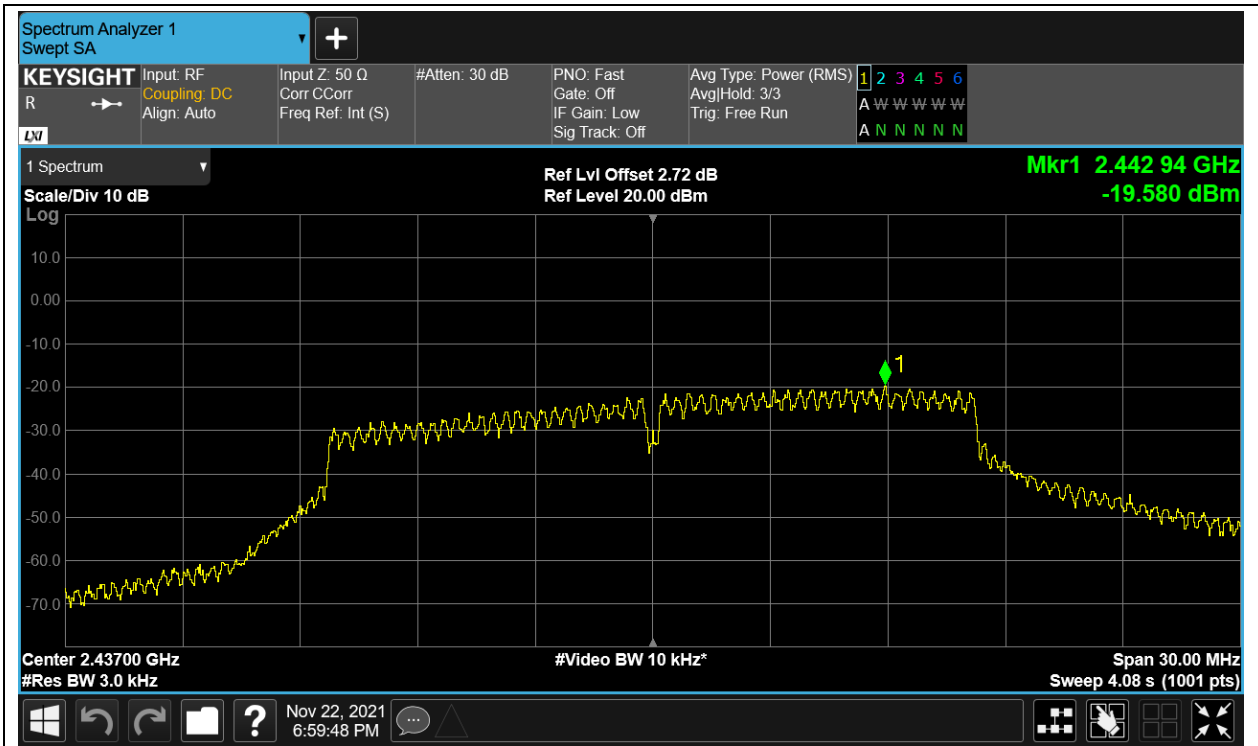 Spectrum Analyzer 1
Swept SA
KEYSIGHT
R
LXI
Input: RF
Coupling: DC
Align: Auto
Input Z: 50 Ω
Corr CCorr
Freq Ref: Int (S)
#Atten: 30 dB
PNO: Fast
Gate: Off
IF Gain: Low
Sig Track: Off
Avg Type: Power (RMS)
Avg|Hold: 3/3
Trig: Free Run
1 2 3 4 5 6
A W W W W W
A N N N N N
1 Spectrum
Scale/Div 10 dB
Ref Lvl Offset 2.72 dB
Ref Level 20.00 dBm
Mkr1 2.442 94 GHz
-19.580 dBm
Log
10.0
0.00
-10.0
-20.0
-30.0
-40.0
-50.0
-60.0
-70.0
1
Center 2.43700 GHz
#Res BW 3.0 kHz
#Video BW 10 kHz*
Span 30.00 MHz
Sweep 4.08 s (1001 pts)
?
Nov 22, 2021
6:59:48 PM